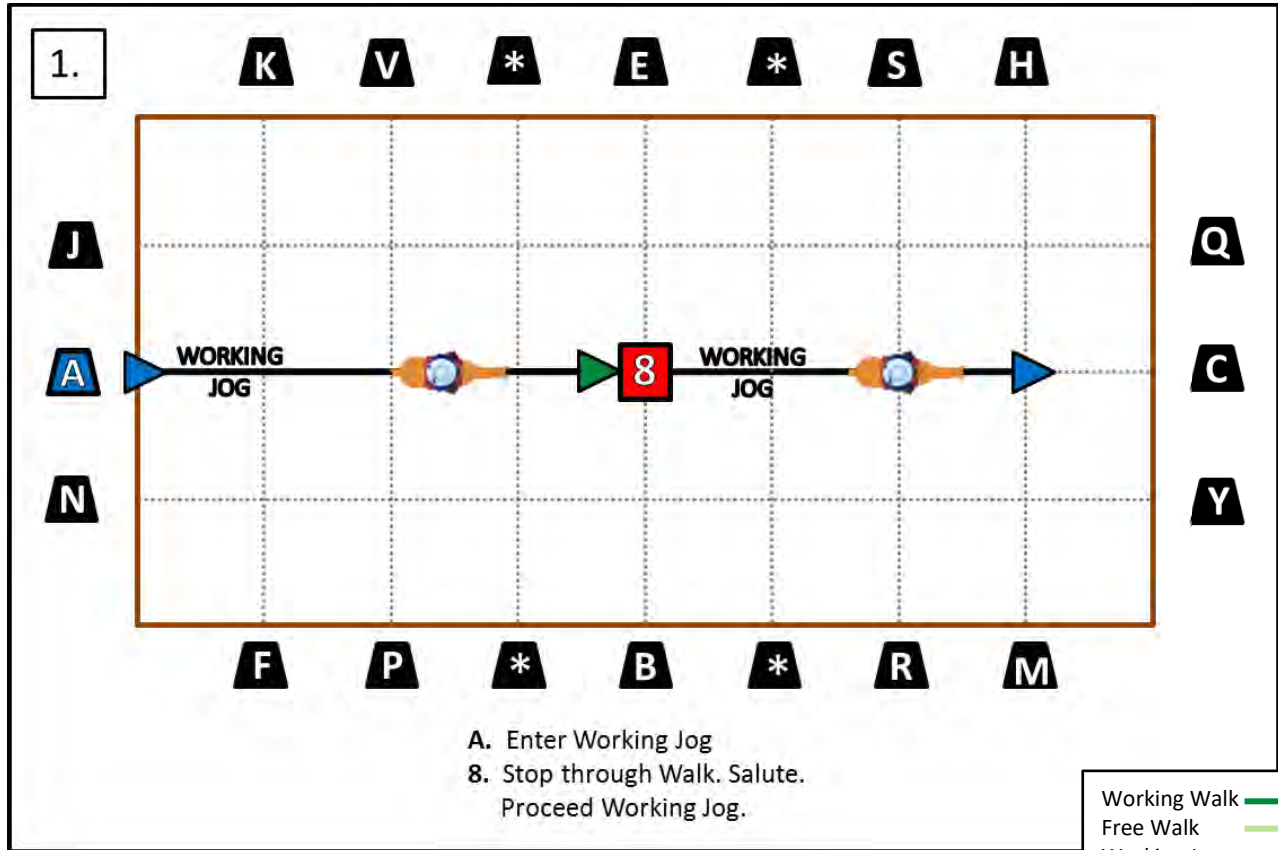 1.
K V * E * S H
J Q
WORKING WORKING
A 8 C
JOG JOG
N Y
F P * B * R M
A. Enter Working Jog
8. Stop through Walk. Salute.
Proceed Working Jog.
Working Walk
Free Walk